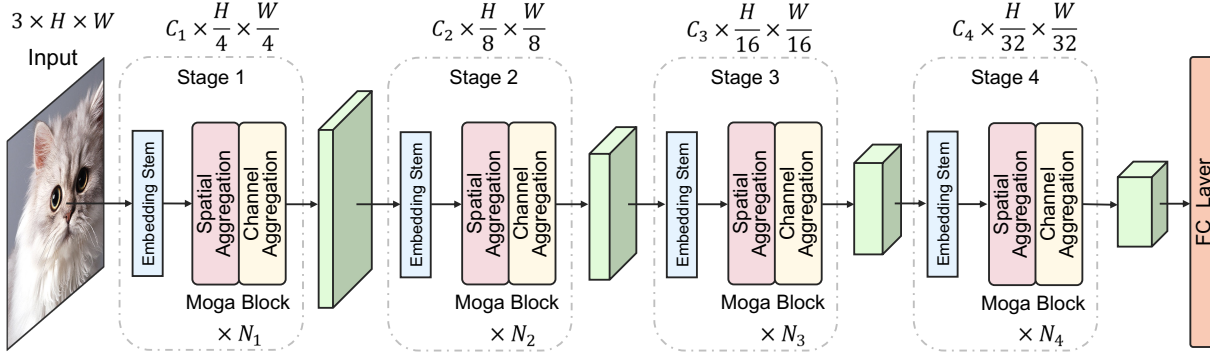 3 × H × W
Input
C₁ × H/4 × W/4
Stage 1
Embedding Stem
Spatial Aggregation
Channel Aggregation
Moga Block
× N₁
C₂ × H/8 × W/8
Stage 2
Embedding Stem
Spatial Aggregation
Channel Aggregation
Moga Block
× N₂
C₃ × H/16 × W/16
Stage 3
Embedding Stem
Spatial Aggregation
Channel Aggregation
Moga Block
× N₃
C₄ × H/32 × W/32
Stage 4
Embedding Stem
Spatial Aggregation
Channel Aggregation
Moga Block
× N₄
FC Layer